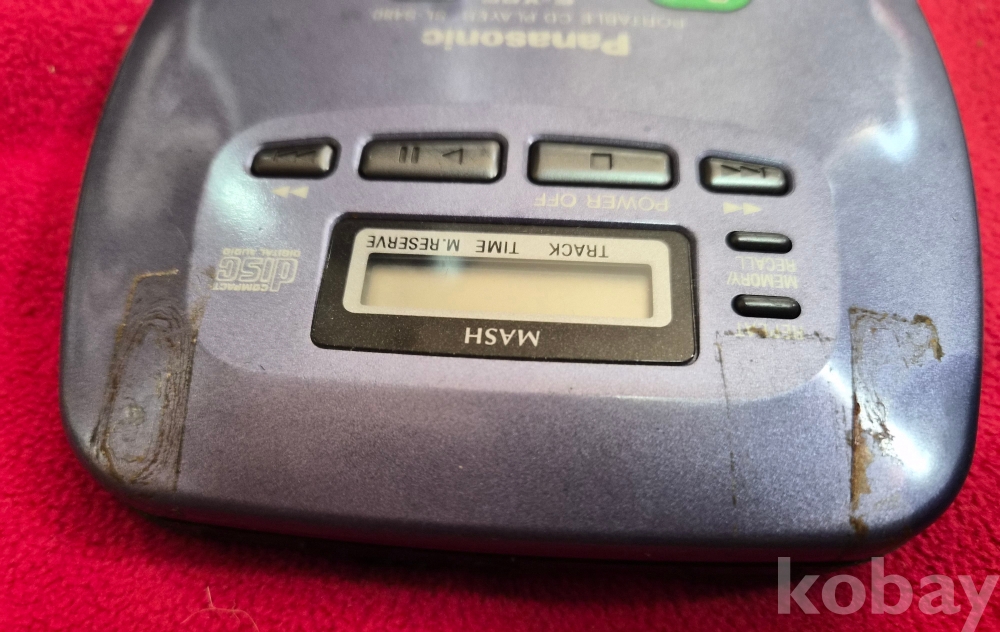 REPEAT
MASH
MEMORY/
RECALL
TRACK TIME M.RESERVE
COMPACT
disc
DIGITAL AUDIO
POWER OFF
Panasonic
PORTABLE CD PLAYER SL-S480
kobay